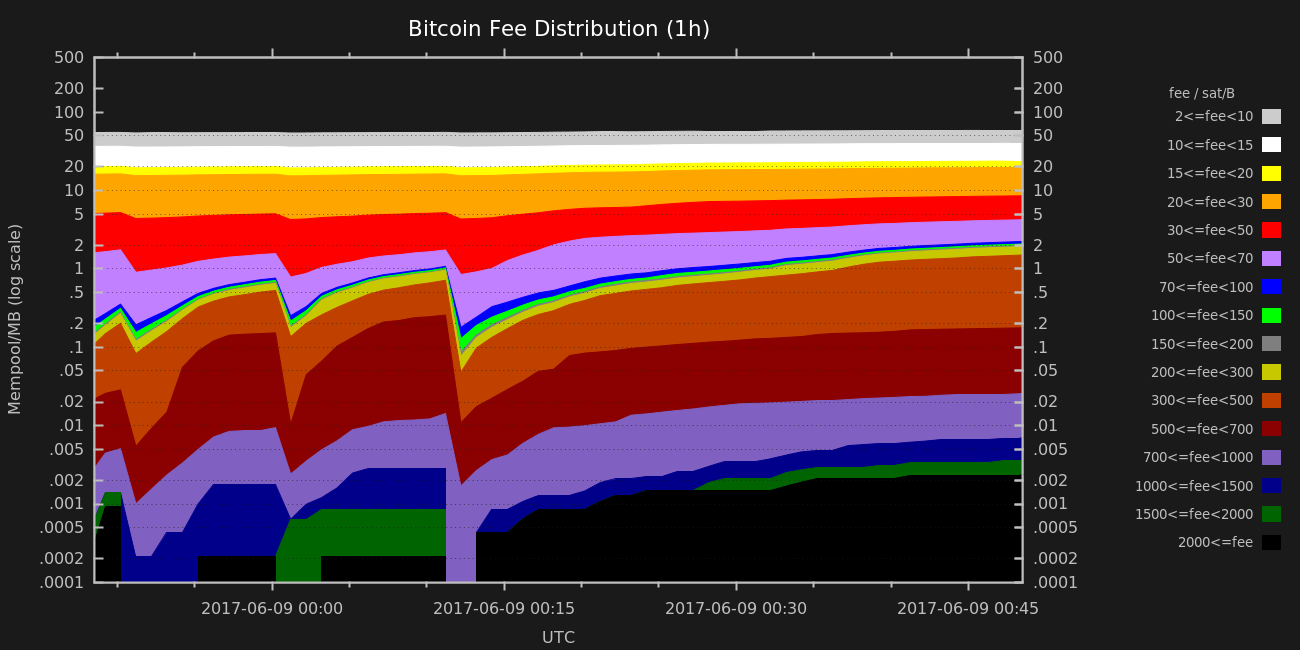 Bitcoin Fee Distribution (1h)
500 500
200 200
100 100
50 50
20 20
10 10
5 5
2 2
1 1
.5 .5
.2 .2
.1 .1
.05 .05
.02 .02
.01 .01
.005 .005
.002 .002
.001 .001
.0005 .0005
.0002 .0002
.0001 .0001
Mempool/MB (log scale)
2017-06-09 00:00 2017-06-09 00:15 2017-06-09 00:30 2017-06-09 00:45
UTC
fee / sat/B
2<=fee<10
10<=fee<15
15<=fee<20
20<=fee<30
30<=fee<50
50<=fee<70
70<=fee<100
100<=fee<150
150<=fee<200
200<=fee<300
300<=fee<500
500<=fee<700
700<=fee<1000
1000<=fee<1500
1500<=fee<2000
2000<=fee